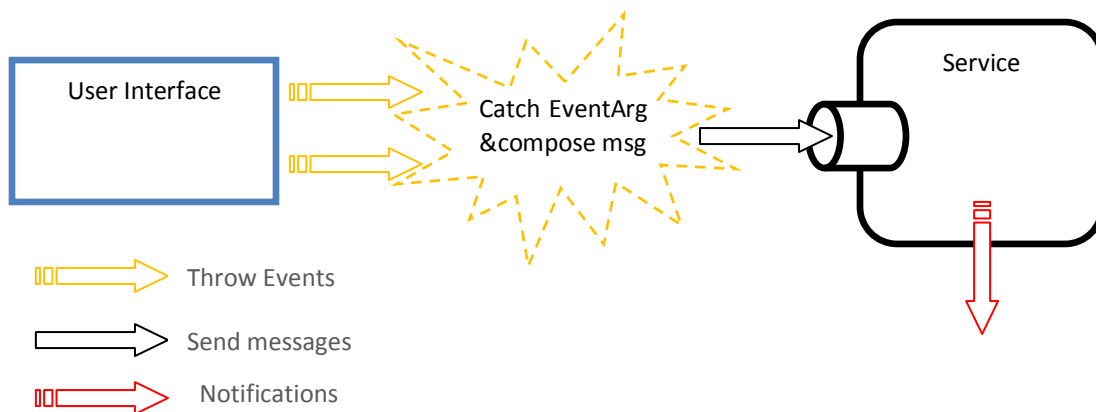 User Interface
Catch EventArg
&compose msg
Service
Throw Events
Send messages
Notifications